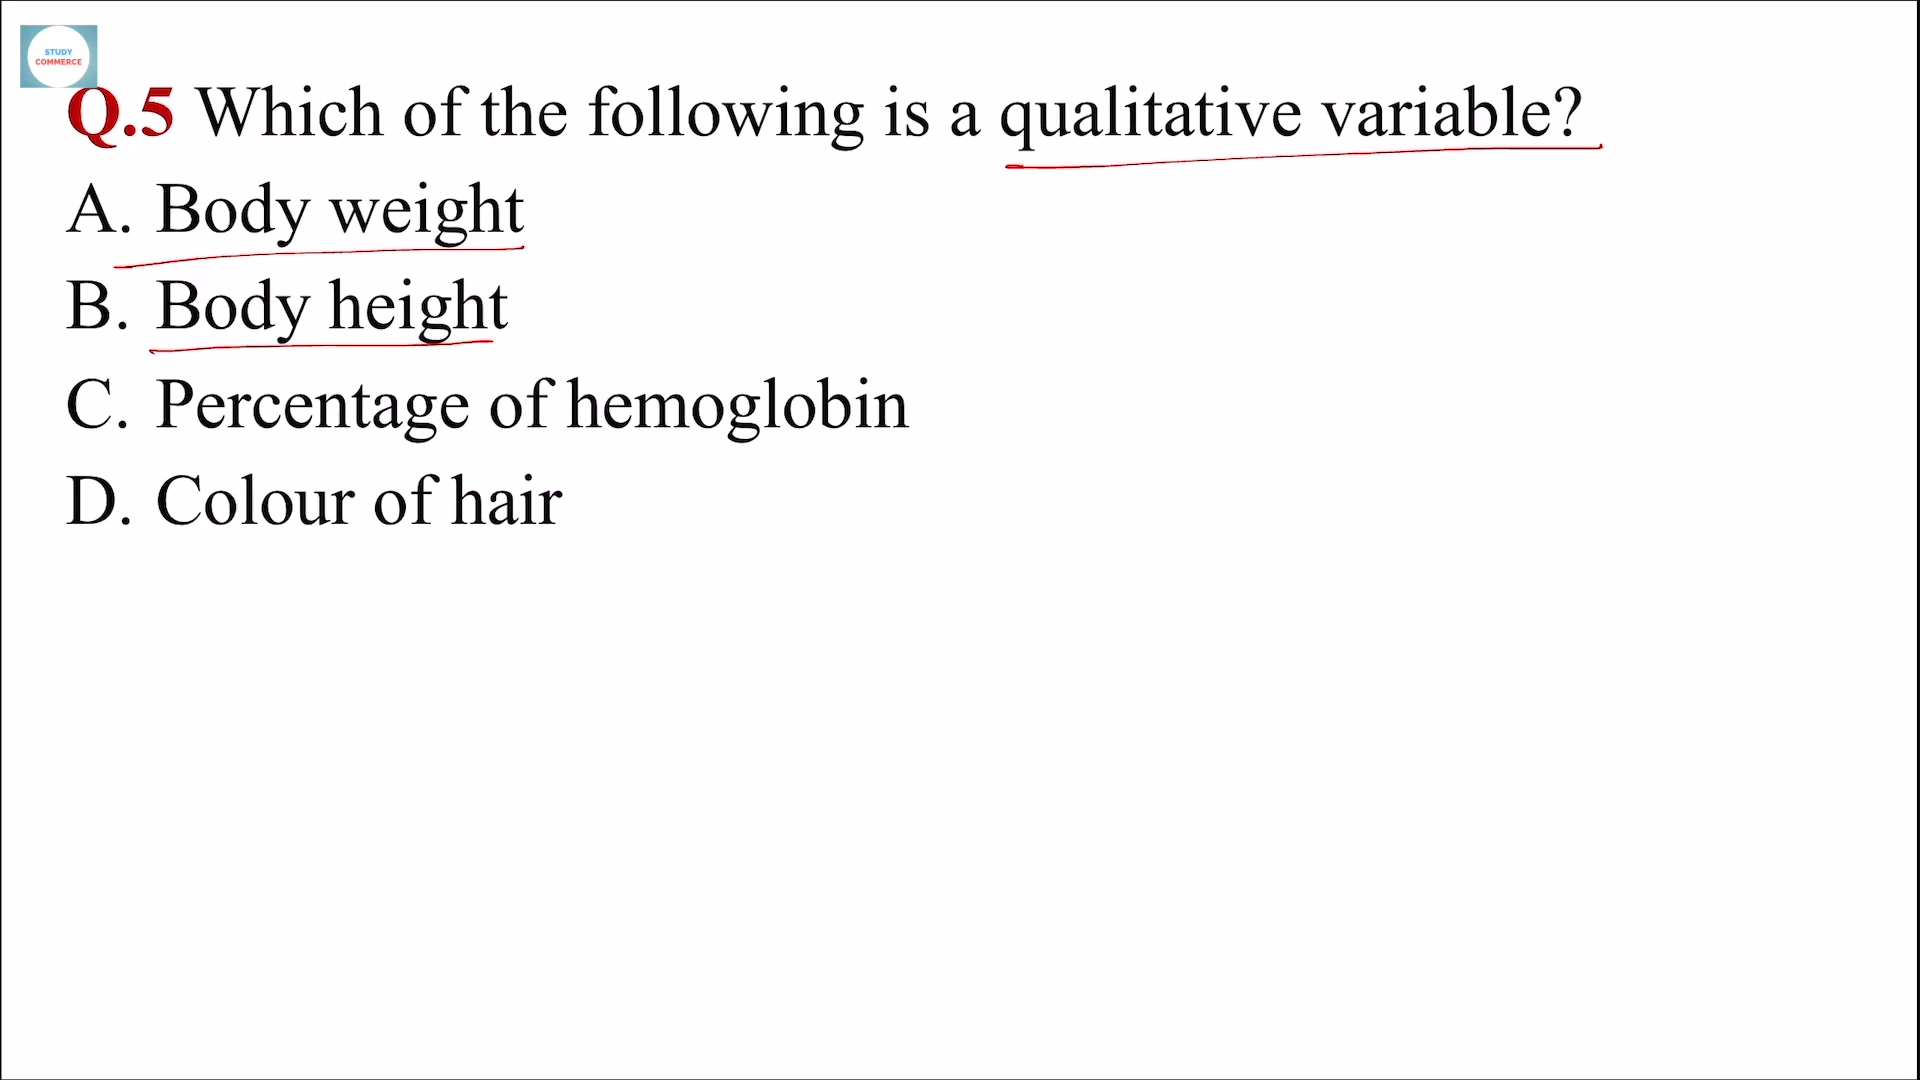 STUDY
COMMERCE
Q.5 Which of the following is a qualitative variable?
A. Body weight
B. Body height
C. Percentage of hemoglobin
D. Colour of hair